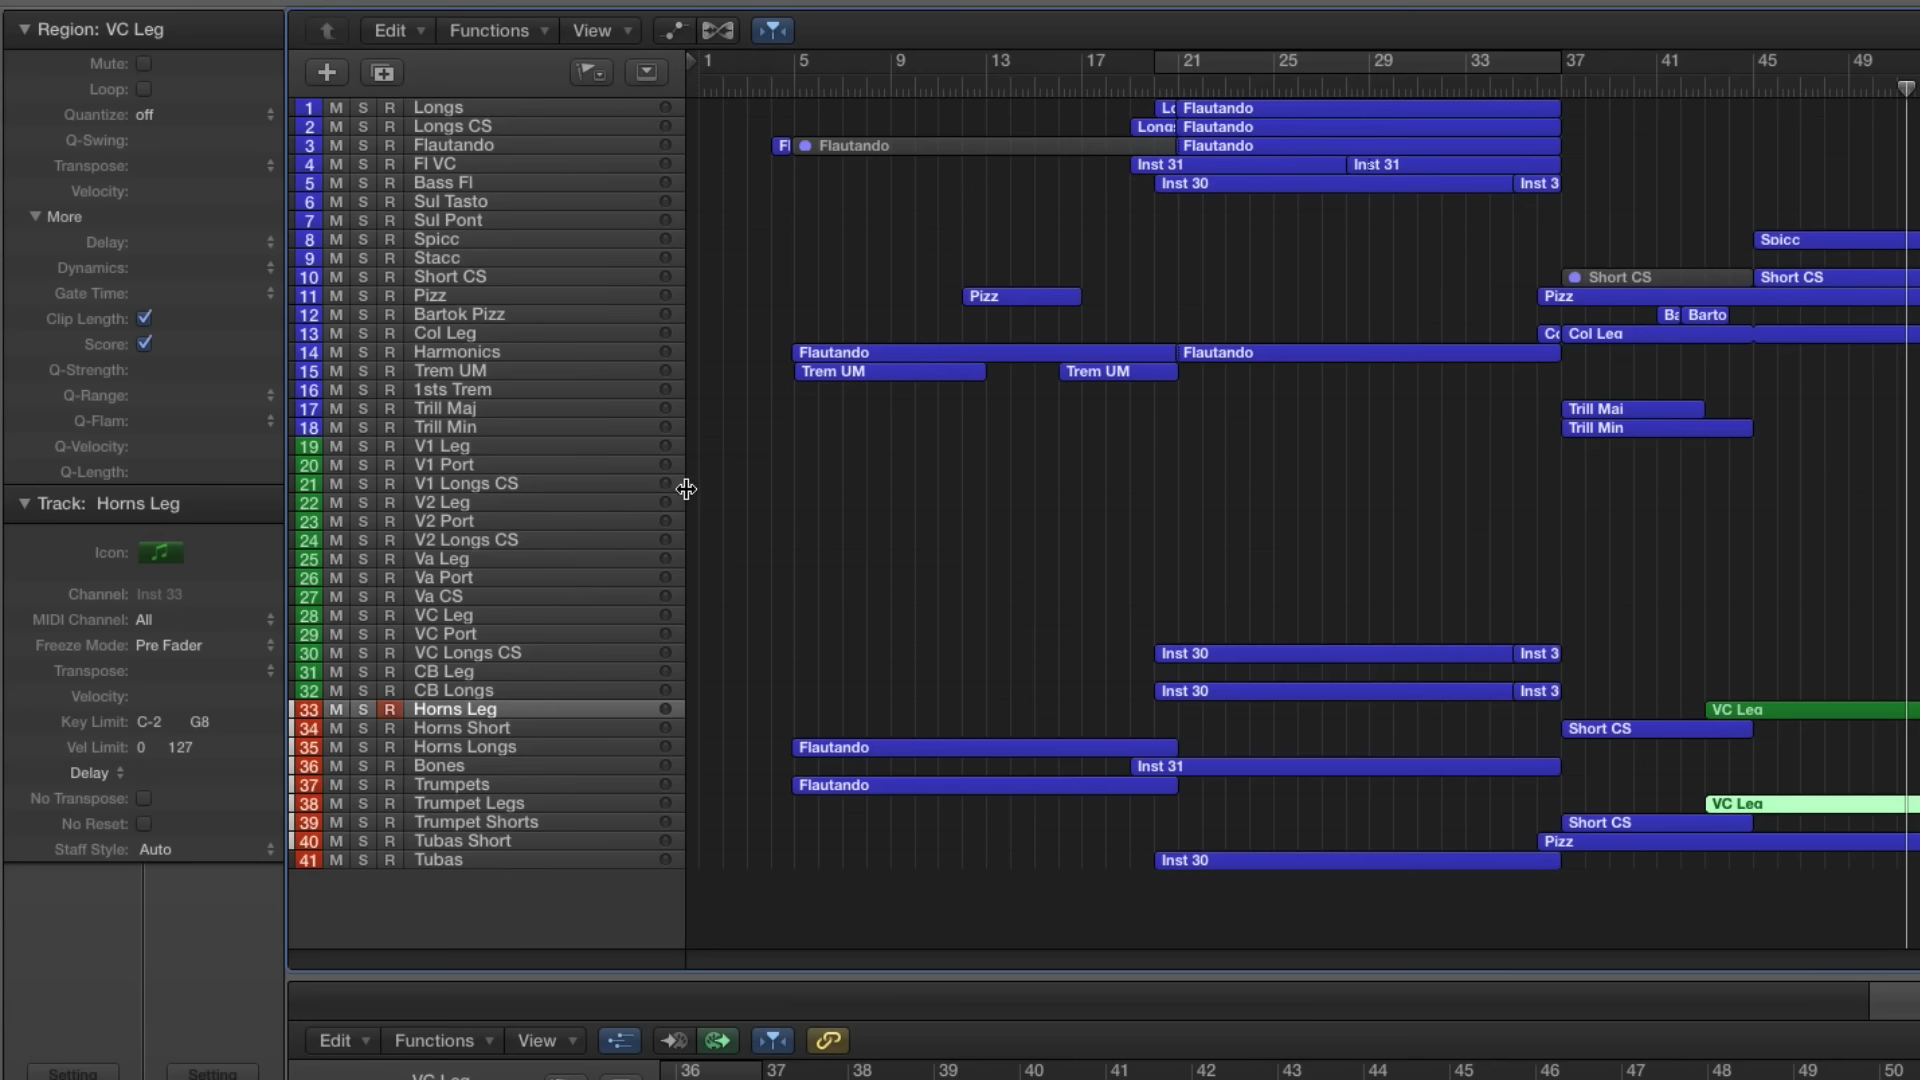 Region: VC Leg
Mute:
Loop:
Quantize: off
Q-Swing:
Transpose:
Velocity:
More
Delay:
Dynamics:
Gate Time:
Clip Length:
Score:
Q-Strength:
Q-Range:
Q-Flam:
Q-Velocity:
Q-Length:
Track: Horns Leg
Icon:
Channel: Inst 33
MIDI Channel: All
Freeze Mode: Pre Fader
Transpose:
Velocity:
Key Limit: C-2 G8
Vel Limit: 0 127
Delay
No Transpose:
No Reset:
Staff Style: Auto
Setting Setting
Edit Functions View
1 5 9 13 17 21 25 29 33 37 41 45 49
1 M S R Longs Lo Flautando
2 M S R Longs CS Longs Flautando
3 M S R Flautando Fl Flautando Flautando
4 M S R Fl VC Inst 31 Inst 31
5 M S R Bass Fl Inst 30 Inst 3
6 M S R Sul Tasto
7 M S R Sul Pont
8 M S R Spicc Spicc
9 M S R Stacc
10 M S R Short CS Short CS Short CS
11 M S R Pizz Pizz Pizz
12 M S R Bartok Pizz Ba Barto
13 M S R Col Leg Co Col Leg
14 M S R Harmonics Flautando Flautando
15 M S R Trem UM Trem UM Trem UM
16 M S R 1sts Trem
17 M S R Trill Maj Trill Maj
18 M S R Trill Min Trill Min
19 M S R V1 Leg
20 M S R V1 Port
21 M S R V1 Longs CS
22 M S R V2 Leg
23 M S R V2 Port
24 M S R V2 Longs CS
25 M S R Va Leg
26 M S R Va Port
27 M S R Va CS
28 M S R VC Leg
29 M S R VC Port
30 M S R VC Longs CS Inst 30 Inst 3
31 M S R CB Leg
32 M S R CB Longs Inst 30 Inst 3
33 M S R Horns Leg VC Leg
34 M S R Horns Short Short CS
35 M S R Horns Longs Flautando
36 M S R Bones Inst 31
37 M S R Trumpets Flautando
38 M S R Trumpet Legs VC Leg
39 M S R Trumpet Shorts Short CS
40 M S R Tubas Short Pizz
41 M S R Tubas Inst 30
Edit Functions View
VC Leg
36 37 38 39 40 41 42 43 44 45 46 47 48 49 50